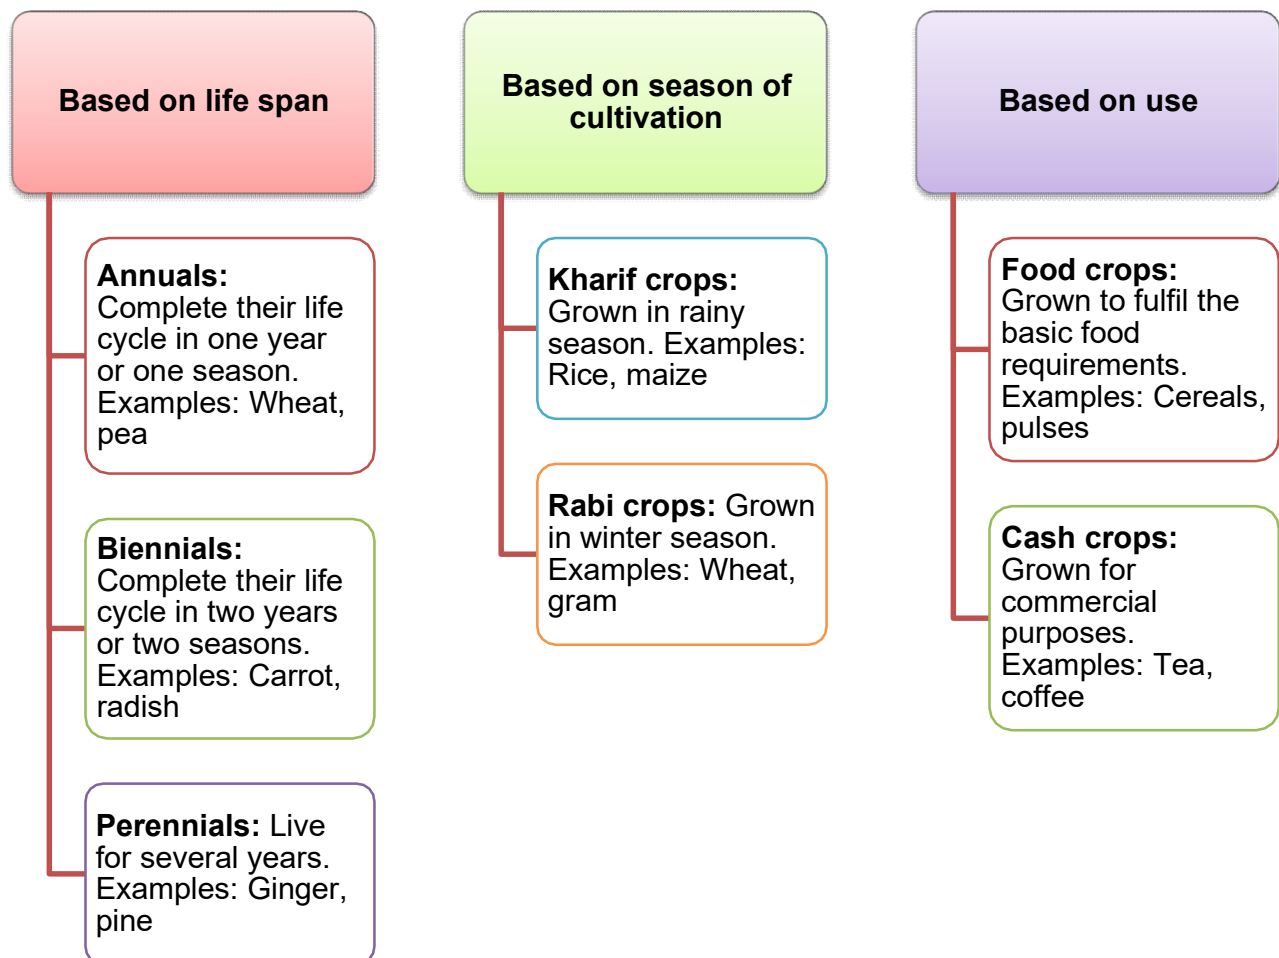 Based on life span
Annuals:
Complete their life
cycle in one year
or one season.
Examples: Wheat,
pea
Biennials:
Complete their life
cycle in two years
or two seasons.
Examples: Carrot,
radish
Perennials: Live
for several years.
Examples: Ginger,
pine
Based on season of
cultivation
Kharif crops:
Grown in rainy
season. Examples:
Rice, maize
Rabi crops: Grown
in winter season.
Examples: Wheat,
gram
Based on use
Food crops:
Grown to fulfil the
basic food
requirements.
Examples: Cereals,
pulses
Cash crops:
Grown for
commercial
purposes.
Examples: Tea,
coffee